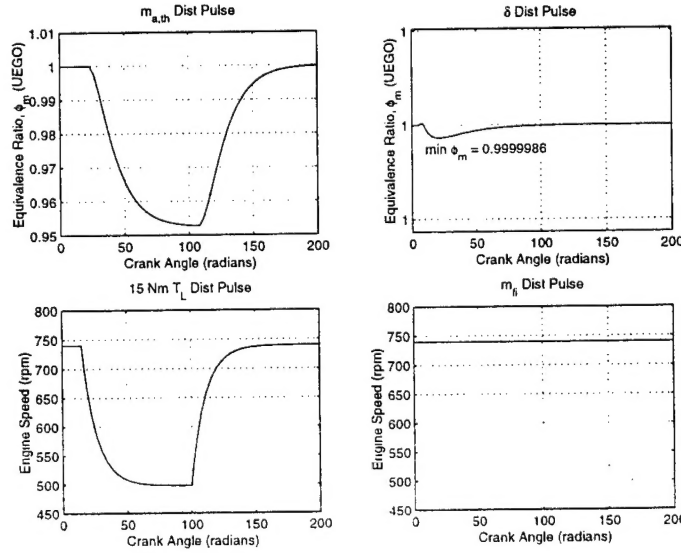 m_a,th Dist Pulse
1.01
1
0.99
0.98
0.97
0.96
0.95
0 50 100 150 200
Equivalence Ratio, ϕ_m (UEGO)
Crank Angle (radians)
δ Dist Pulse
1
1
1
0 50 100 150 200
min ϕ_m = 0.9999986
Equivalence Ratio, ϕ_m (UEGO)
Crank Angle (radians)
15 Nm T_L Dist Pulse
800
750
700
650
600
550
500
450
0 50 100 150 200
Engine Speed (rpm)
Crank Angle (radians)
m_fi Dist Pulse
800
750
700
650
600
550
500
450
0 50 100 150 200
Engine Speed (rpm)
Crank Angle (radians)